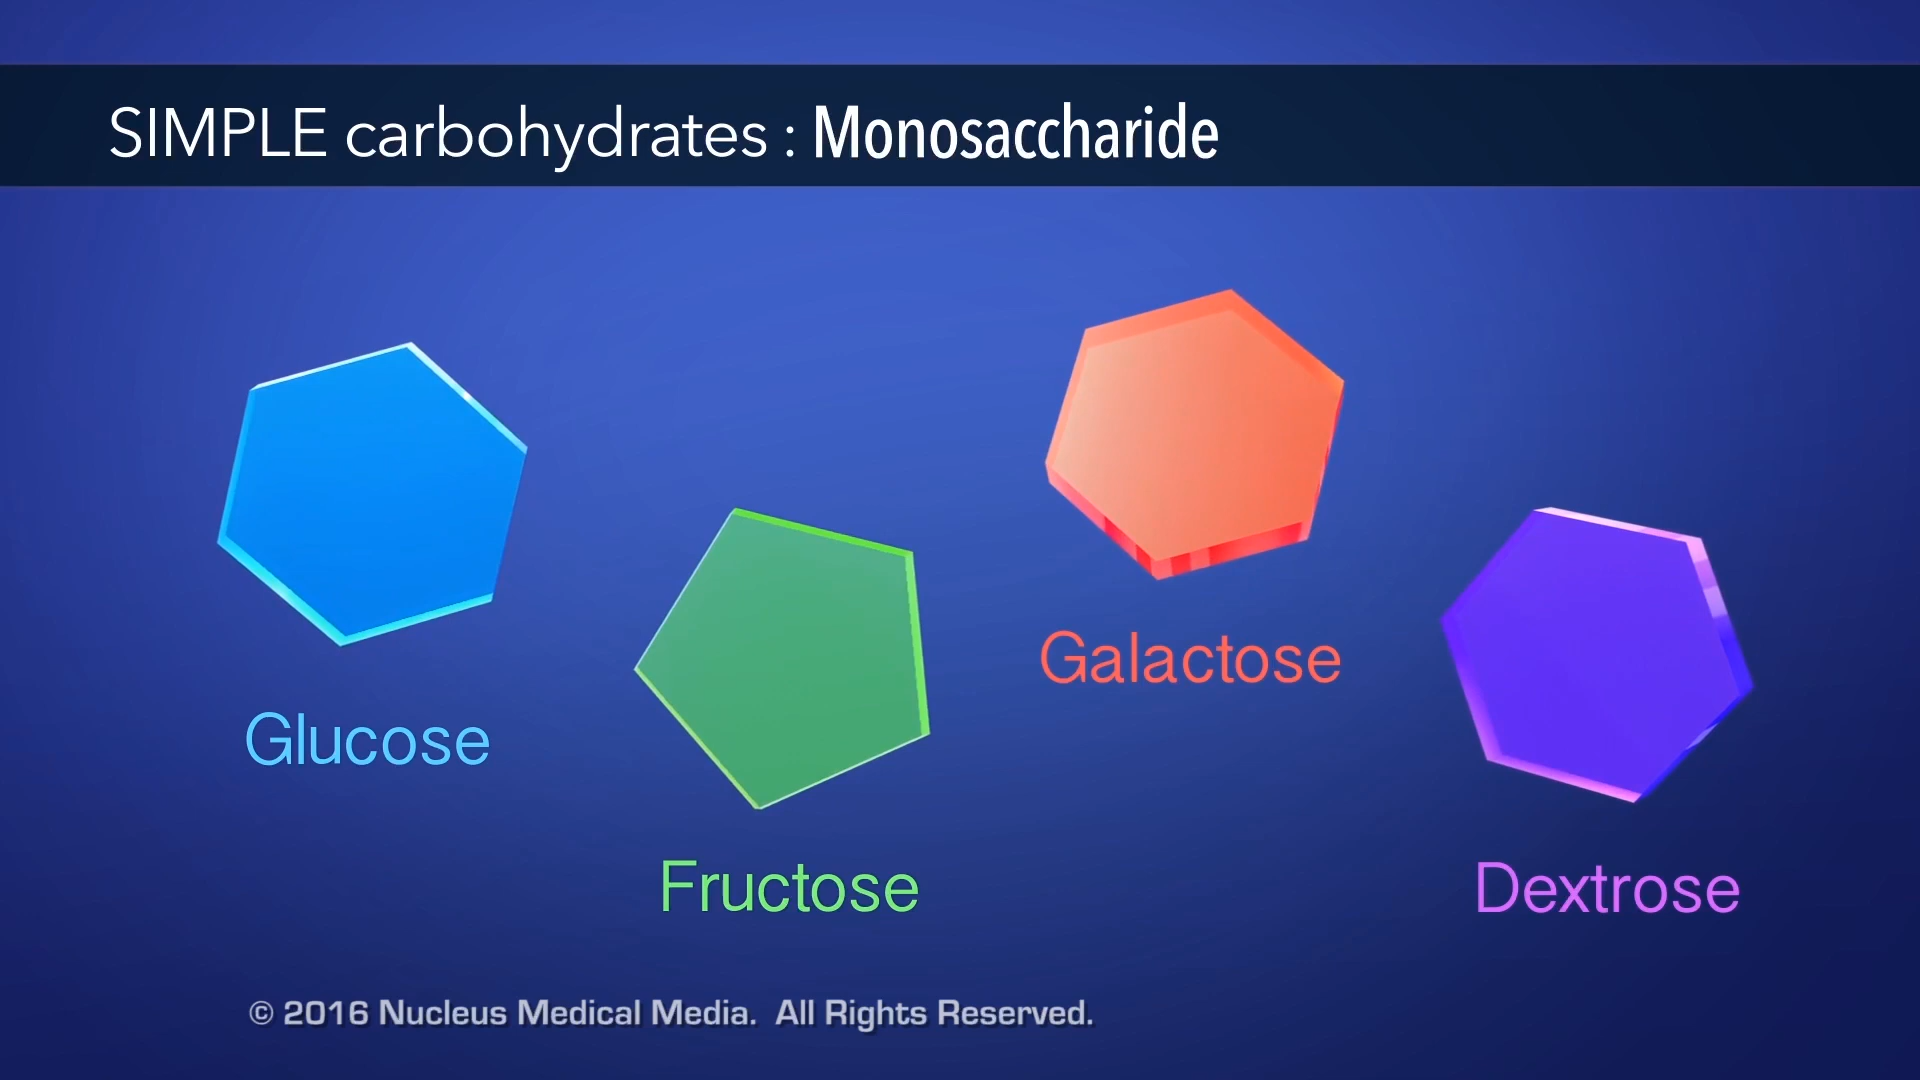 SIMPLE carbohydrates : Monosaccharide
Glucose
Fructose
Galactose
Dextrose
© 2016 Nucleus Medical Media.  All Rights Reserved.